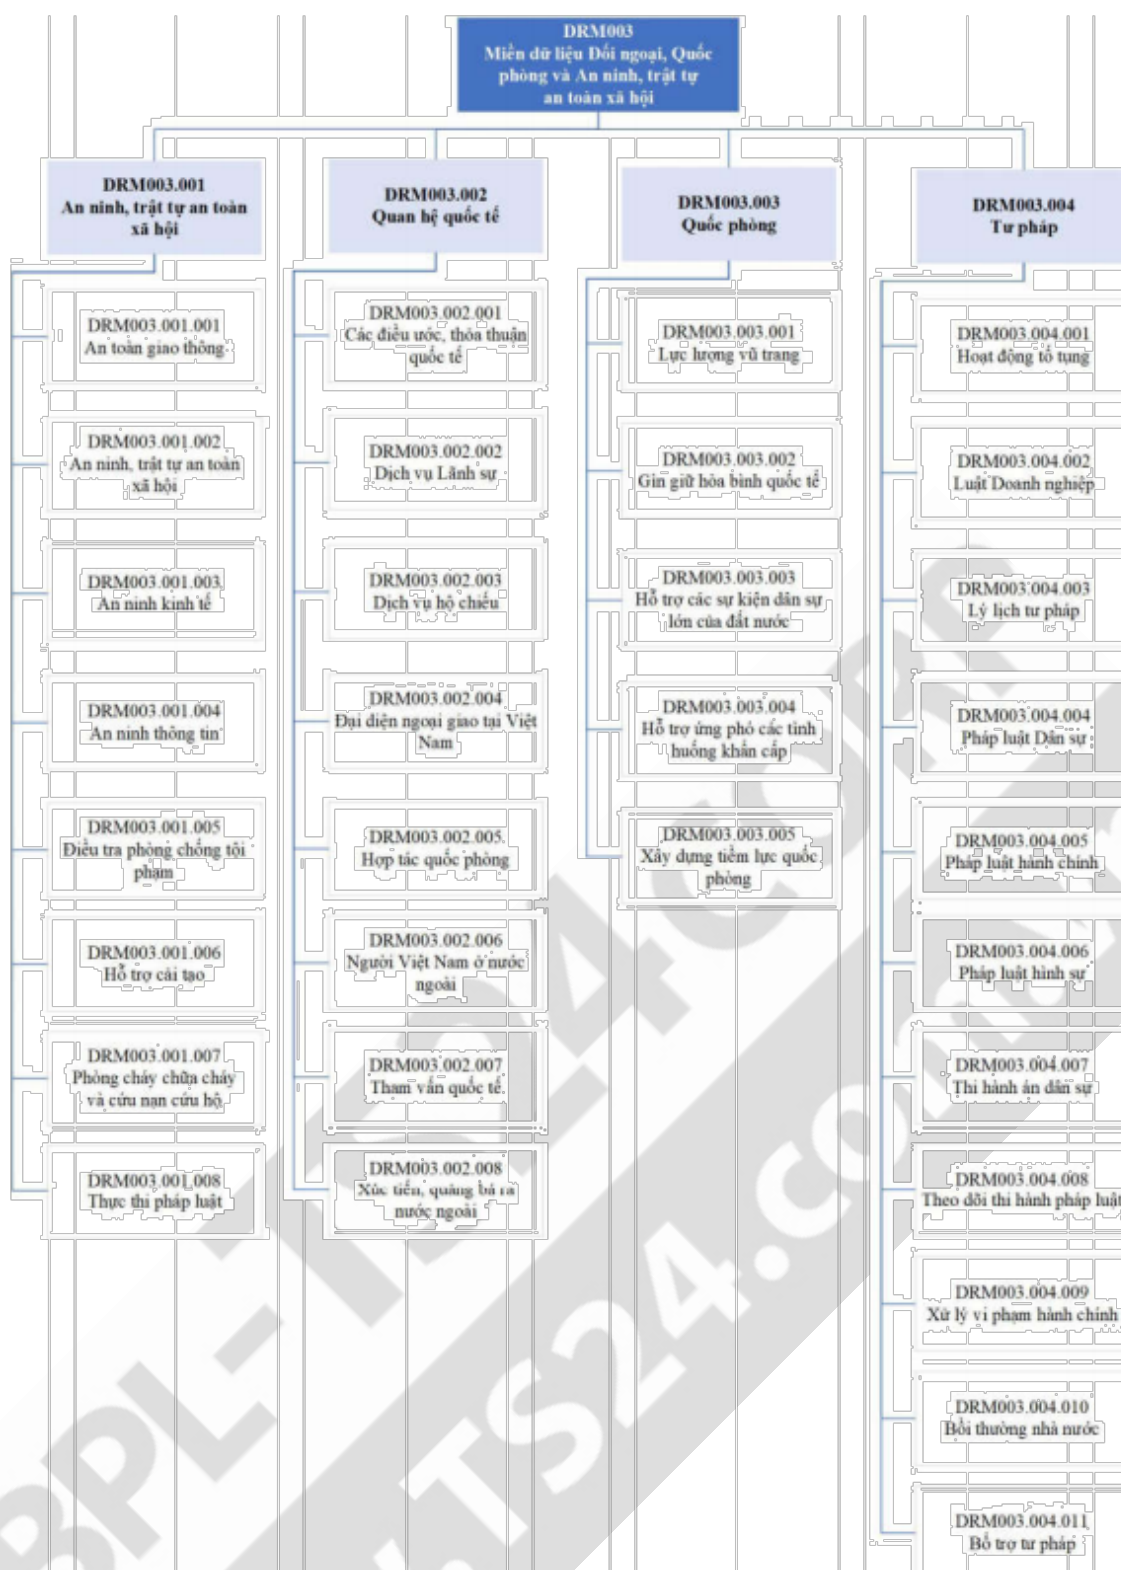 DRM003
Miền dữ liệu Đối ngoại, Quốc
phòng và An ninh, trật tự
an toàn xã hội
DRM003.001
An ninh, trật tự an toàn
xã hội
DRM003.001.001
An toàn giao thông
DRM003.001.002
An ninh, trật tự an toàn
xã hội
DRM003.001.003
An ninh kinh tế
DRM003.001.004
An ninh thông tin
DRM003.001.005
Điều tra phòng chống tội
phạm
DRM003.001.006
Hỗ trợ cải tạo
DRM003.001.007
Phòng cháy chữa cháy
và cứu nạn cứu hộ
DRM003.001.008
Thực thi pháp luật
DRM003.002
Quan hệ quốc tế
DRM003.002.001
Các điều ước, thỏa thuận
quốc tế
DRM003.002.002
Dịch vụ Lãnh sự
DRM003.002.003
Dịch vụ hộ chiếu
DRM003.002.004
Đại diện ngoại giao tại Việt
Nam
DRM003.002.005
Hợp tác quốc phòng
DRM003.002.006
Người Việt Nam ở nước
ngoài
DRM003.002.007
Tham vấn quốc tế
DRM003.002.008
Xúc tiến, quảng bá ra
nước ngoài
DRM003.003
Quốc phòng
DRM003.003.001
Lực lượng vũ trang
DRM003.003.002
Gìn giữ hòa bình quốc tế
DRM003.003.003
Hỗ trợ các sự kiện dân sự
lớn của đất nước
DRM003.003.004
Hỗ trợ ứng phó các tình
huống khẩn cấp
DRM003.003.005
Xây dựng tiềm lực quốc
phòng
DRM003.004
Tư pháp
DRM003.004.001
Hoạt động tố tụng
DRM003.004.002
Luật Doanh nghiệp
DRM003.004.003
Lý lịch tư pháp
DRM003.004.004
Pháp luật Dân sự
DRM003.004.005
Pháp luật hành chính
DRM003.004.006
Pháp luật hình sự
DRM003.004.007
Thi hành án dân sự
DRM003.004.008
Theo dõi thi hành pháp luật
DRM003.004.009
Xử lý vi phạm hành chính
DRM003.004.010
Bồi thường nhà nước
DRM003.004.011
Bổ trợ tư pháp
BPL-TS24 CORP
TS24.com